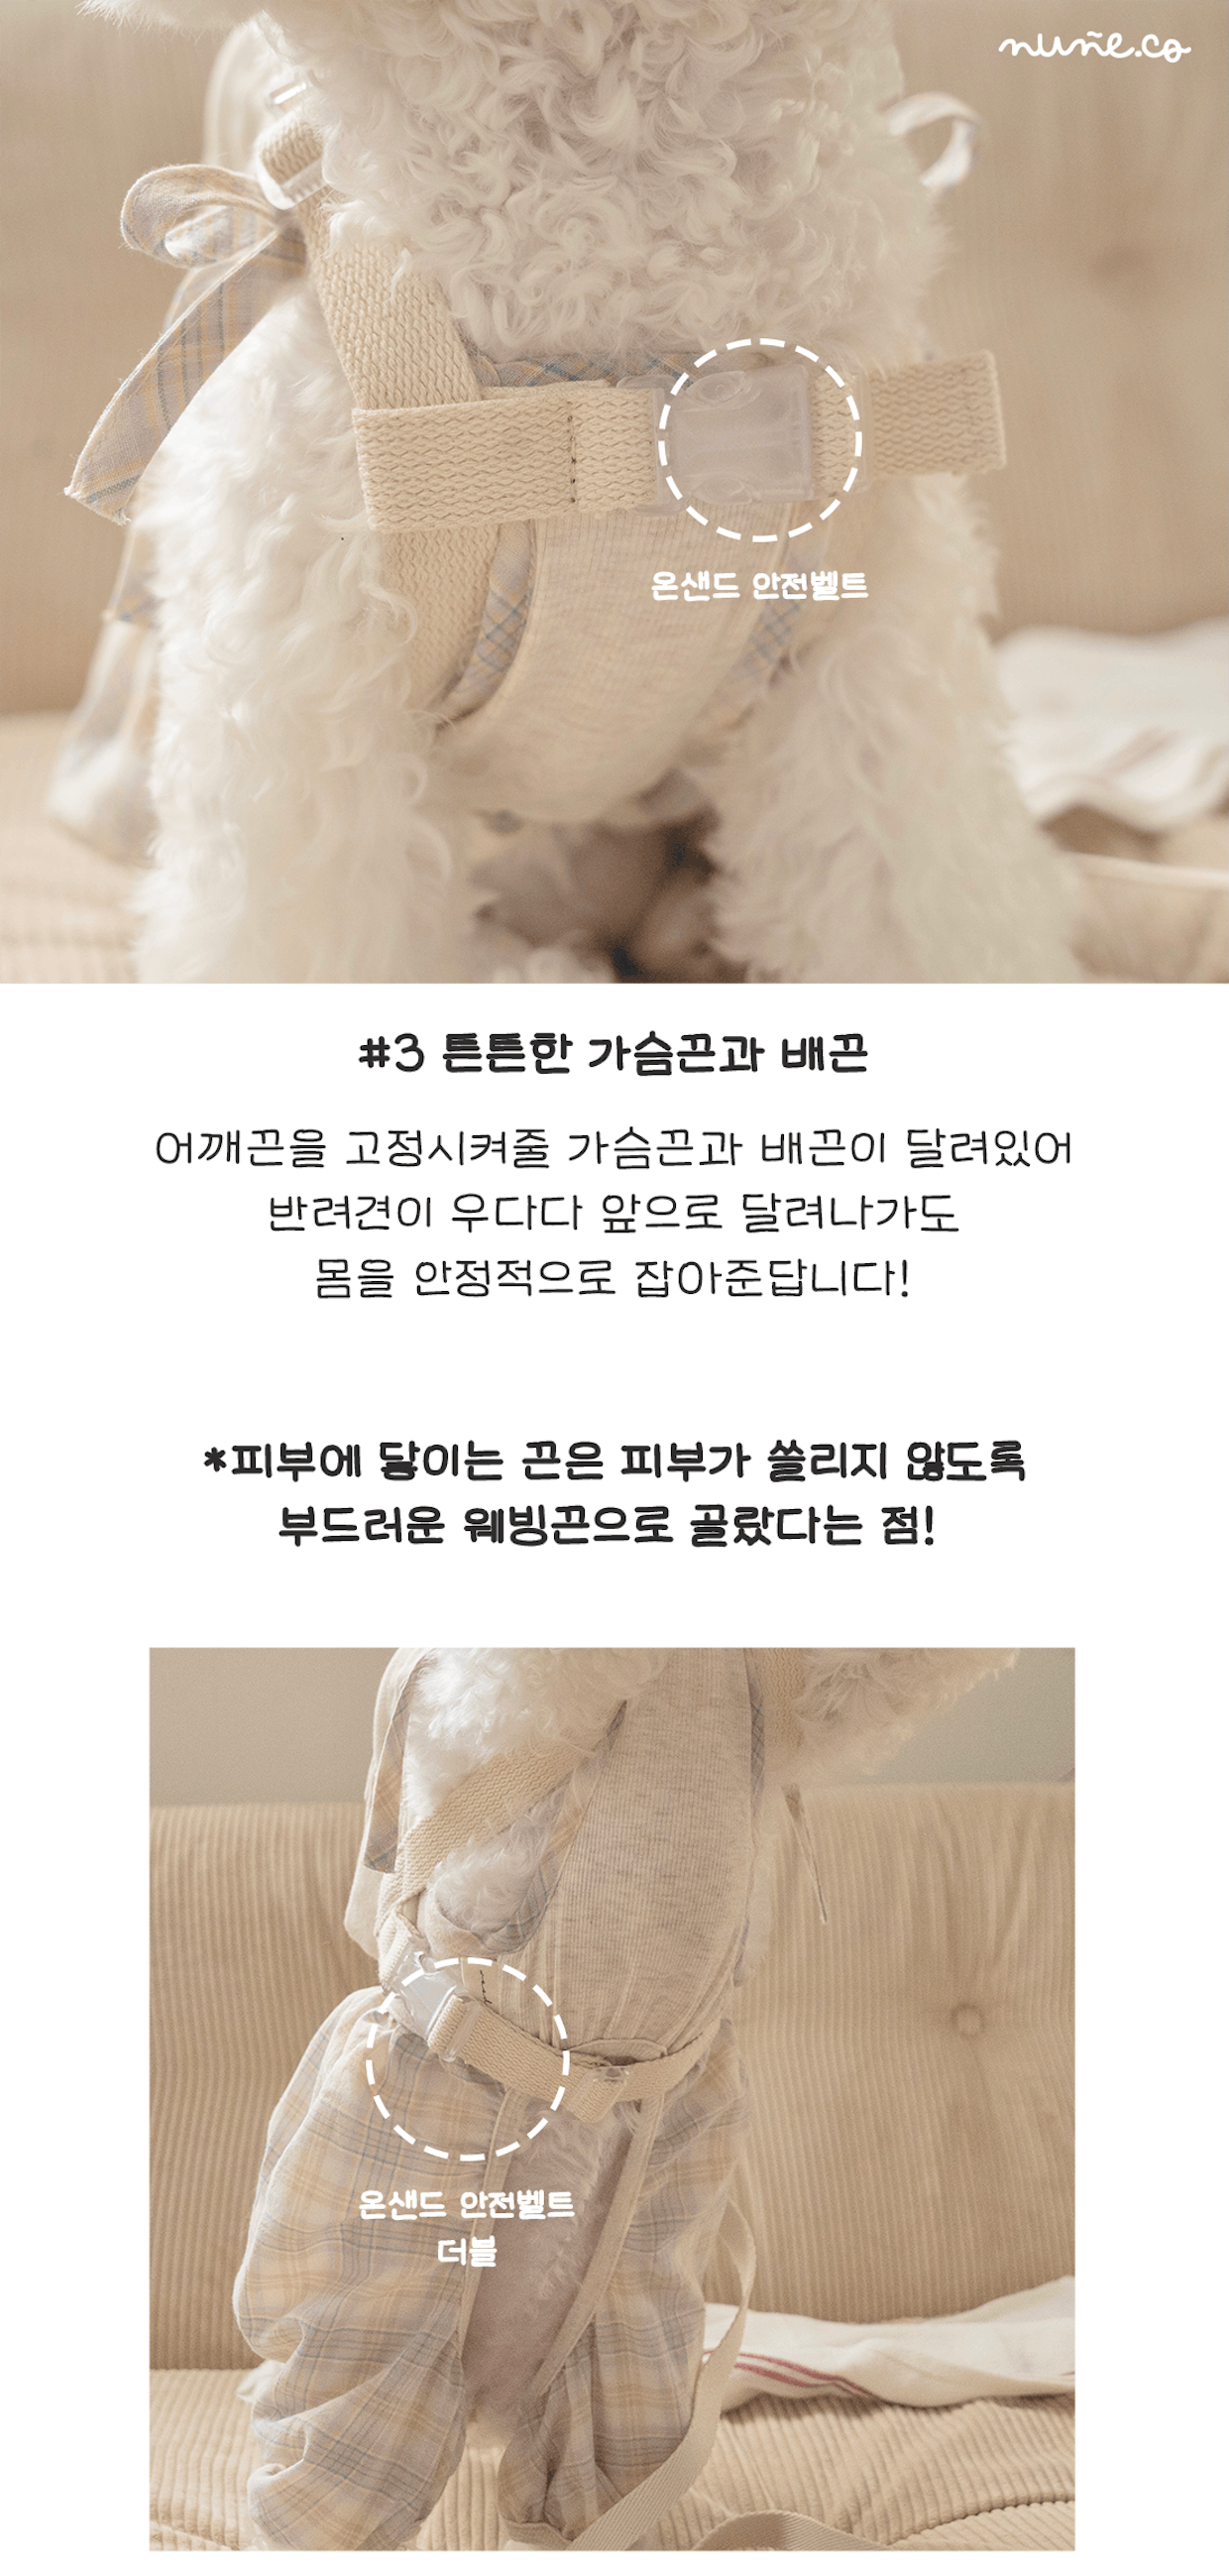 nuñe.co
온샌드 안전벨트
#3 튼튼한 가슴끈과 배끈
어깨끈을 고정시켜줄 가슴끈과 배끈이 달려있어
반려견이 우다다 앞으로 달려나가도
몸을 안정적으로 잡아준답니다!
*피부에 닿이는 끈은 피부가 쓸리지 않도록
부드러운 웨빙끈으로 골랐다는 점!
온샌드 안전벨트
더블